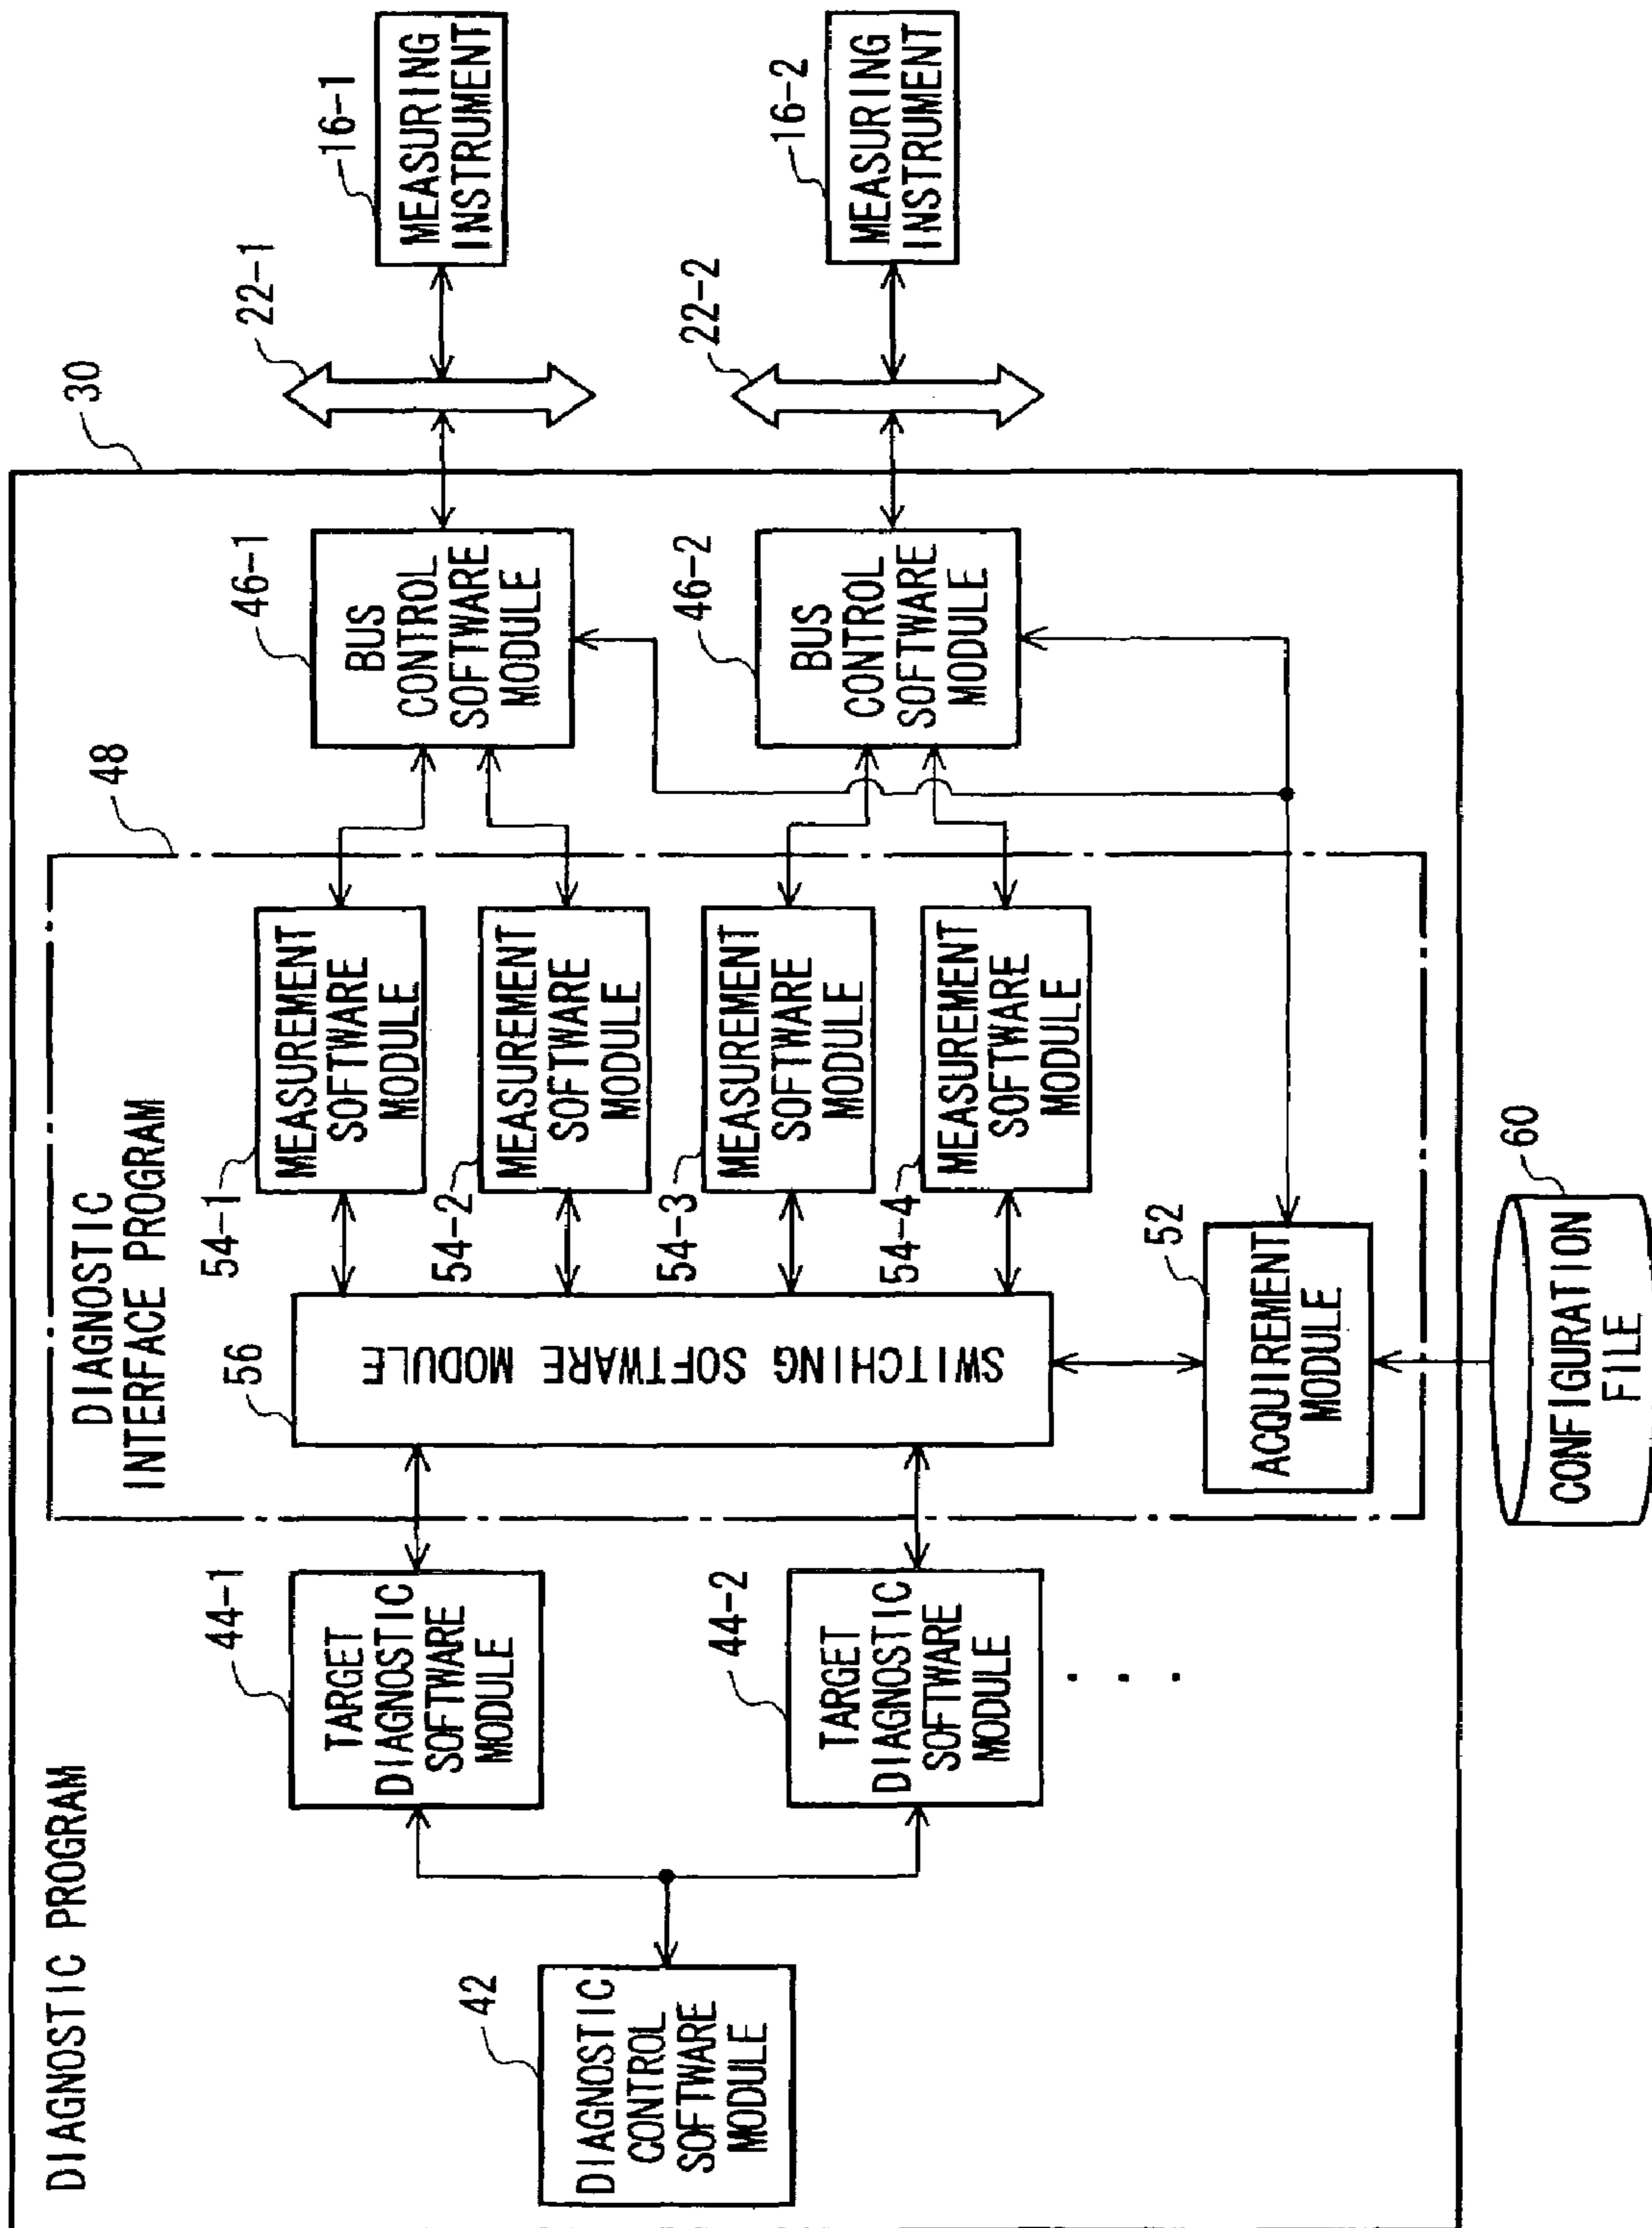 DIAGNOSTIC PROGRAM
30
DIAGNOSTIC
INTERFACE PROGRAM
48
42
DIAGNOSTIC
CONTROL
SOFTWARE
MODULE
44-1
TARGET
DIAGNOSTIC
SOFTWARE
MODULE
44-2
TARGET
DIAGNOSTIC
SOFTWARE
MODULE
. . .
56
SWITCHING SOFTWARE MODULE
54-1
MEASUREMENT
SOFTWARE
MODULE
54-2
MEASUREMENT
SOFTWARE
MODULE
54-3
MEASUREMENT
SOFTWARE
MODULE
54-4
MEASUREMENT
SOFTWARE
MODULE
52
ACQUIREMENT
MODULE
60
CONFIGURATION
FILE
46-1
BUS
CONTROL
SOFTWARE
MODULE
46-2
BUS
CONTROL
SOFTWARE
MODULE
22-1
22-2
16-1
MEASURING
INSTRUMENT
16-2
MEASURING
INSTRUMENT